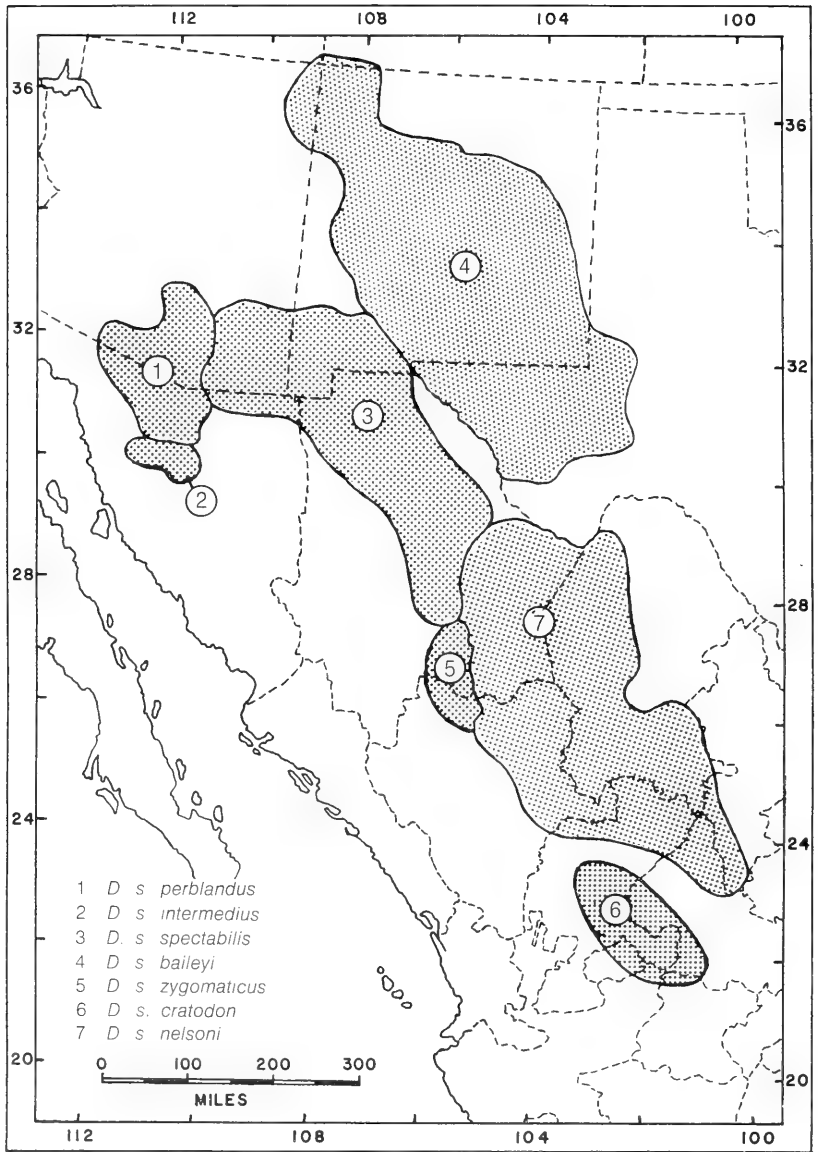 112 108 104 100
36 36
4
32 32
1
3
2
28 28
7
5
24 24
1 D s perblandus
2 D s intermedius
3 D. s spectabilis
4 D s baileyi
5 D s zygomaticus
6 D s. cratodon
7 D s nelsoni
6
0 100 200 300
MILES
20 20
112 108 104 100